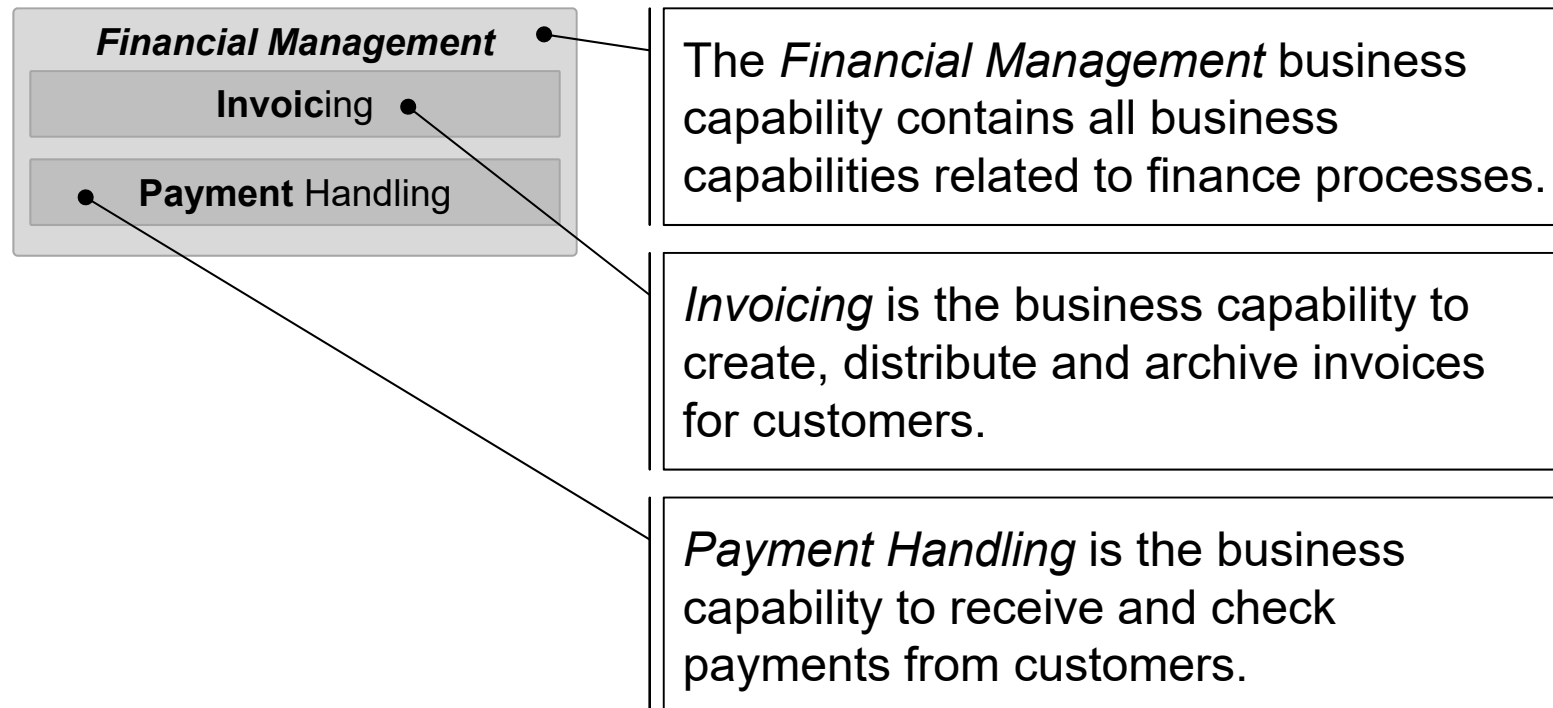 Financial Management
Invoicing
Payment Handling
The Financial Management business
capability contains all business
capabilities related to finance processes.
Invoicing is the business capability to
create, distribute and archive invoices
for customers.
Payment Handling is the business
capability to receive and check
payments from customers.